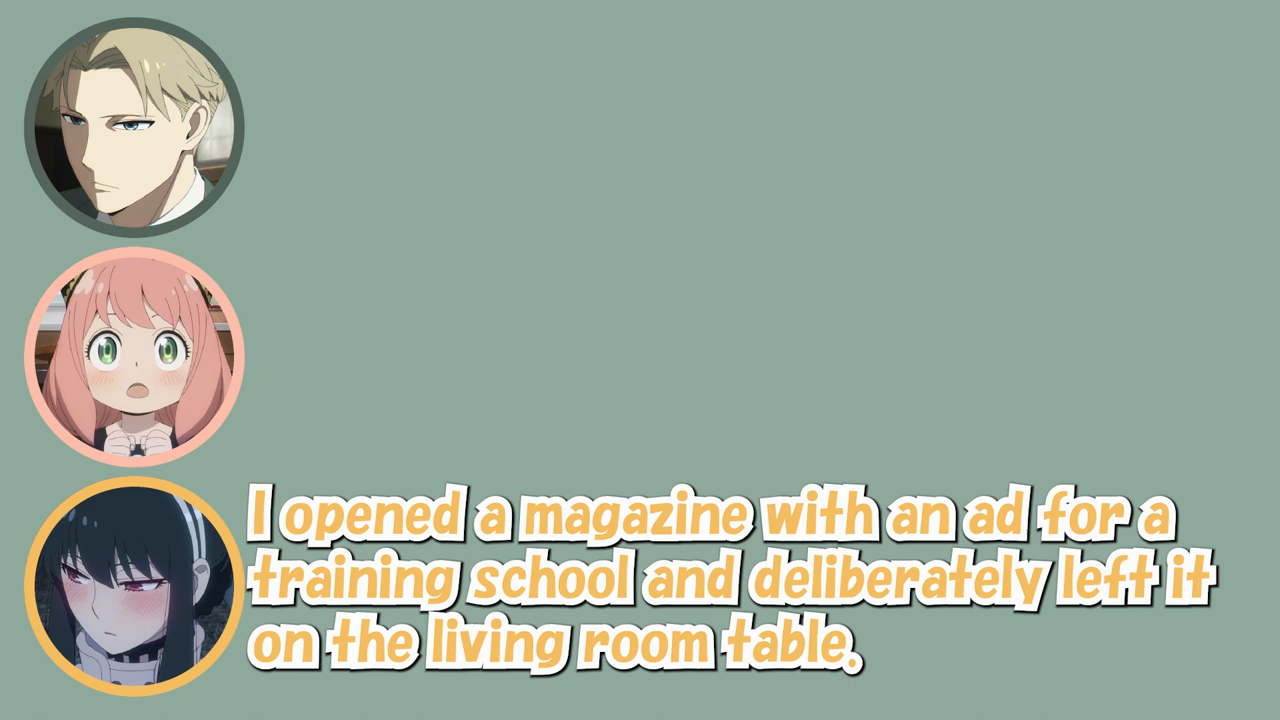 I opened a magazine with an ad for a
training school and deliberately left it
on the living room table.